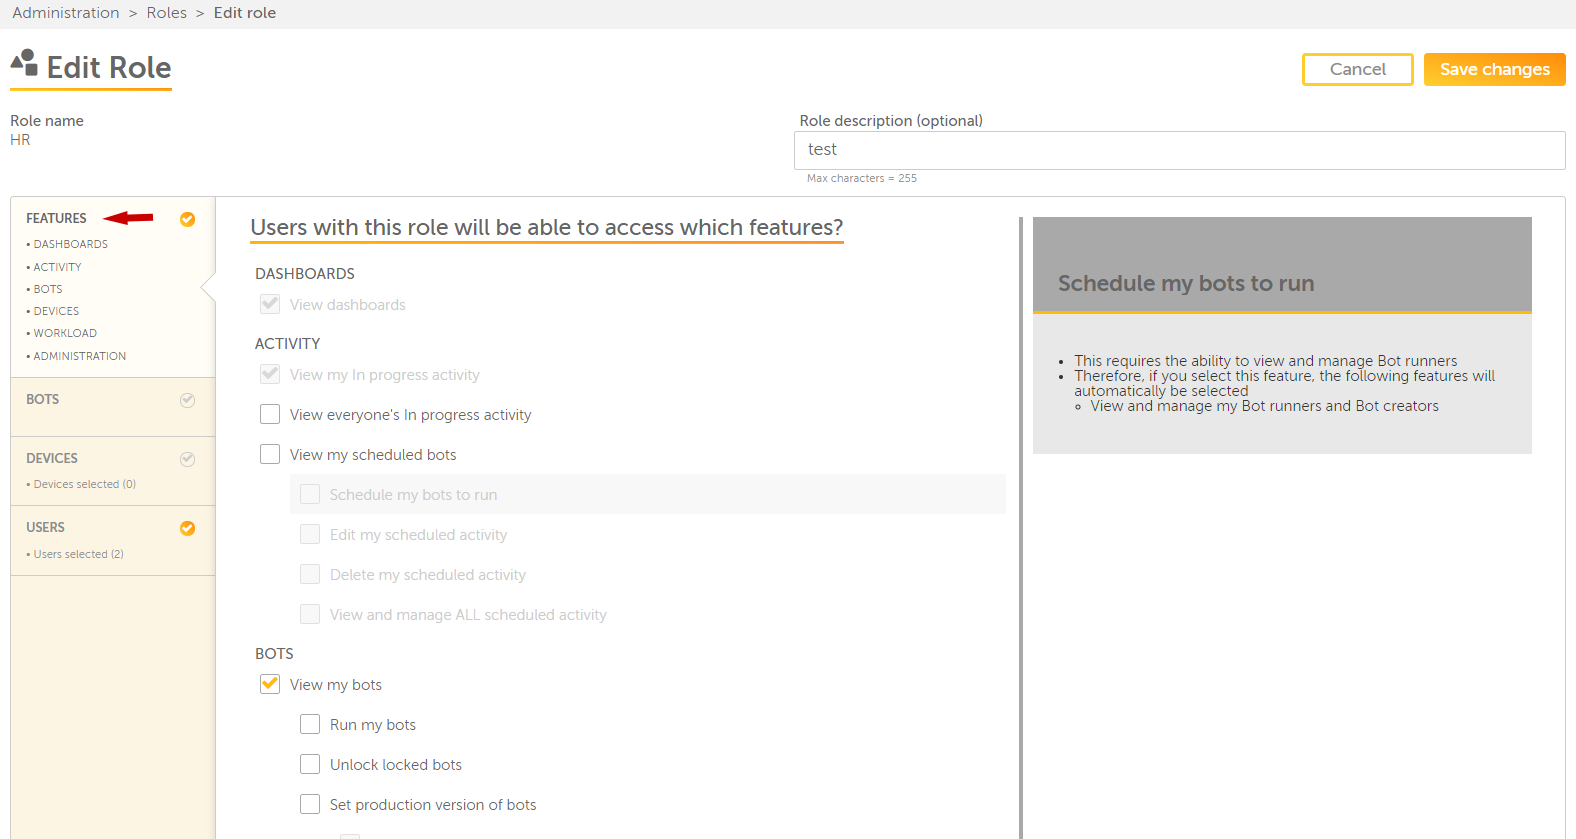 Administration > Roles > Edit role
Edit Role
Cancel
Save changes
Role name
HR
Role description (optional)
test
Max characters = 255
FEATURES
• DASHBOARDS
• ACTIVITY
• BOTS
• DEVICES
• WORKLOAD
• ADMINISTRATION
BOTS
DEVICES
• Devices selected (0)
USERS
• Users selected (2)
Users with this role will be able to access which features?
DASHBOARDS
View dashboards
ACTIVITY
View my In progress activity
View everyone's In progress activity
View my scheduled bots
Schedule my bots to run
Edit my scheduled activity
Delete my scheduled activity
View and manage ALL scheduled activity
BOTS
View my bots
Run my bots
Unlock locked bots
Set production version of bots
Schedule my bots to run
• This requires the ability to view and manage Bot runners
• Therefore, if you select this feature, the following features will
automatically be selected
◦ View and manage my Bot runners and Bot creators